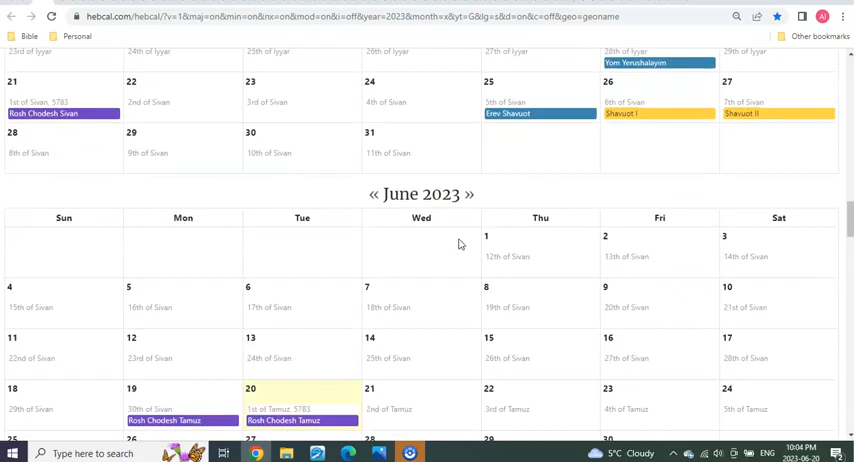 hebcal.com/hebcal/?v=1&maj=on&min=on&nx=on&mod=on&i=off&year=2023&month=x&yt=G&lg=s&d=on&c=off&geo=geoname
AI
Bible Personal Other bookmarks
23rd of Iyyar 24th of Iyyar 25th of Iyyar 26th of Iyyar 27th of Iyyar 28th of Iyyar 29th of Iyyar
Yom Yerushalayim
21 22 23 24 25 26 27
1st of Sivan, 5783 2nd of Sivan 3rd of Sivan 4th of Sivan 5th of Sivan 6th of Sivan 7th of Sivan
Rosh Chodesh Sivan Erev Shavuot Shavuot I Shavuot II
28 29 30 31
8th of Sivan 9th of Sivan 10th of Sivan 11th of Sivan
« June 2023 »
Sun Mon Tue Wed Thu Fri Sat
1 2 3
12th of Sivan 13th of Sivan 14th of Sivan
4 5 6 7 8 9 10
15th of Sivan 16th of Sivan 17th of Sivan 18th of Sivan 19th of Sivan 20th of Sivan 21st of Sivan
11 12 13 14 15 16 17
22nd of Sivan 23rd of Sivan 24th of Sivan 25th of Sivan 26th of Sivan 27th of Sivan 28th of Sivan
18 19 20 21 22 23 24
29th of Sivan 30th of Sivan 1st of Tamuz, 5783 2nd of Tamuz 3rd of Tamuz 4th of Tamuz 5th of Tamuz
Rosh Chodesh Tamuz Rosh Chodesh Tamuz
25 26 27 28 29 30
Type here to search 5°C Cloudy ENG 10:04 PM
2023-06-20 2